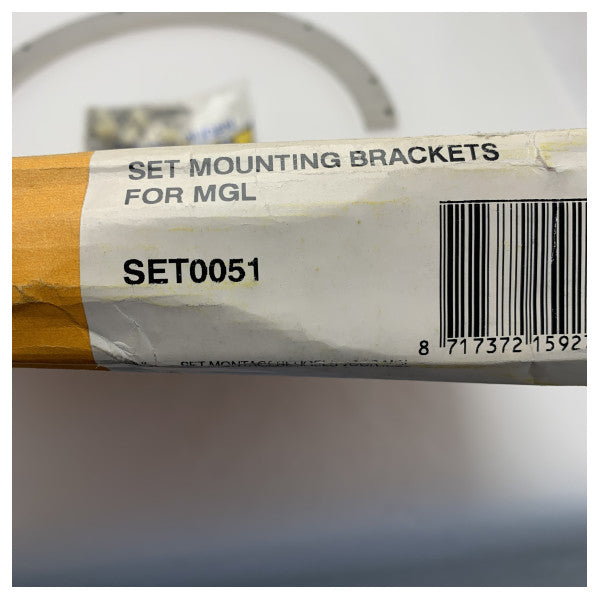 SET MOUNTING BRACKETS
FOR MGL
SET0051
8 717372 15927